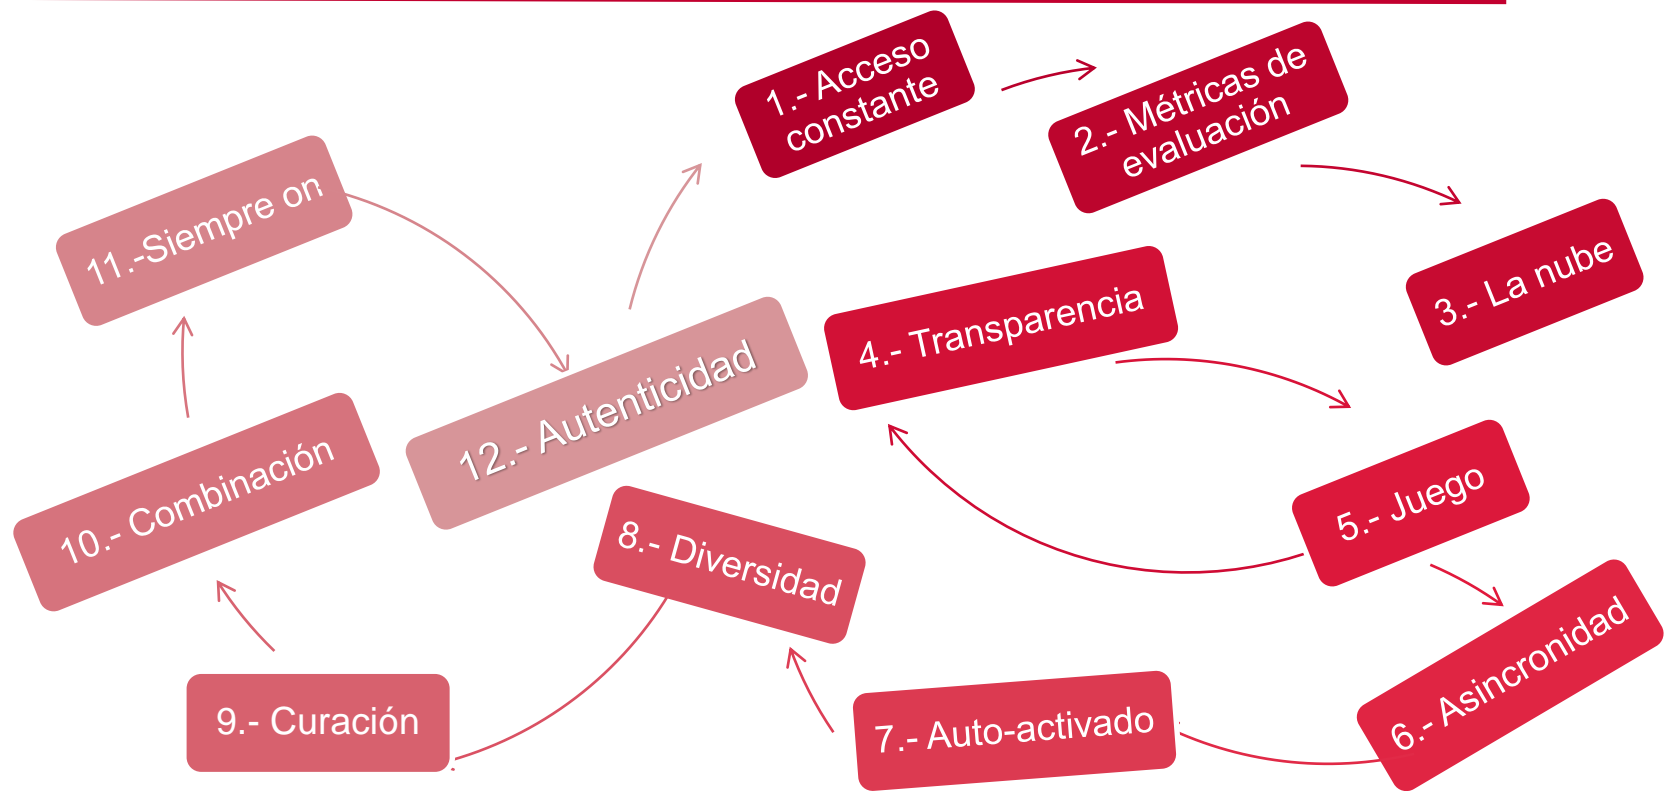 1.- Acceso
constante
2.- Métricas de
evaluación
3.- La nube
4.- Transparencia
5.- Juego
6.- Asincronidad
7.- Auto-activado
8.- Diversidad
9.- Curación
10.- Combinación
11.-Siempre on
12.- Autenticidad